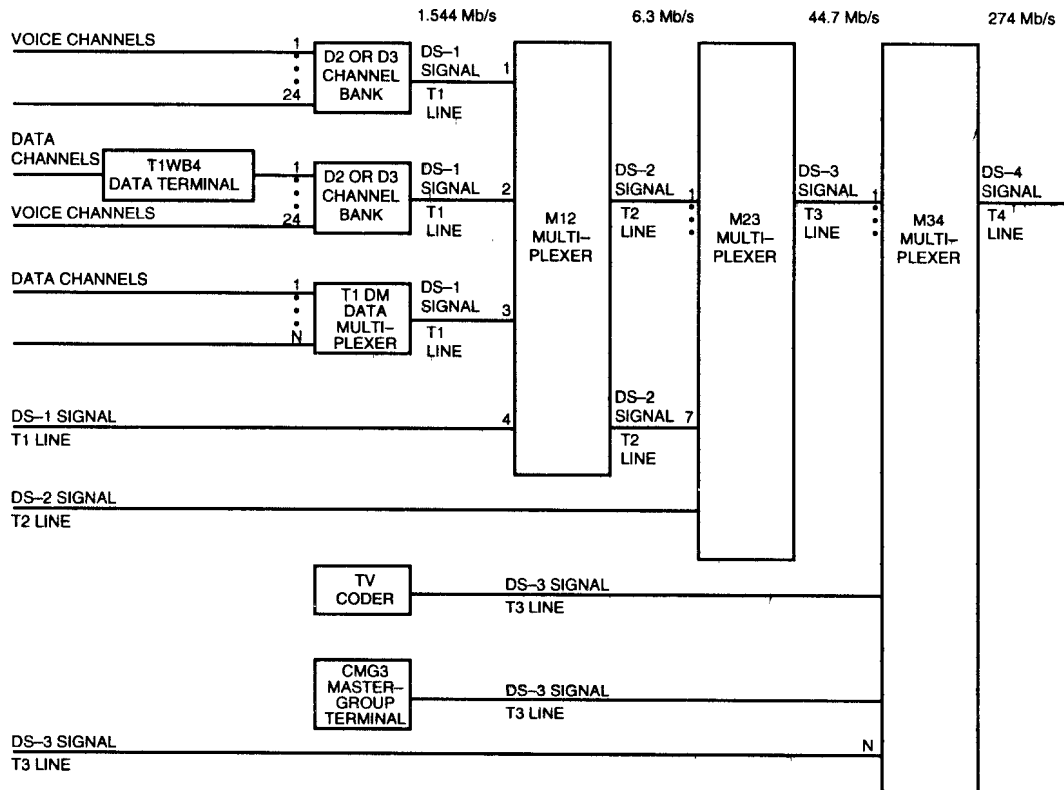 1.544 Mb/s 6.3 Mb/s 44.7 Mb/s 274 Mb/s
VOICE CHANNELS
1
24
D2 OR D3
CHANNEL
BANK
DS–1
SIGNAL
T1
LINE
1
DATA
CHANNELS
T1WB4
DATA TERMINAL
VOICE CHANNELS
1
24
D2 OR D3
CHANNEL
BANK
DS–1
SIGNAL
T1
LINE
2
DATA CHANNELS
1
N
T1 DM
DATA
MULTI–
PLEXER
DS–1
SIGNAL
T1
LINE
3
DS–1 SIGNAL
T1 LINE
4
M12
MULTI–
PLEXER
DS–2
SIGNAL
T2
LINE
1
DS–2
SIGNAL
T2
LINE
7
DS–2 SIGNAL
T2 LINE
M23
MULTI–
PLEXER
DS–3
SIGNAL
T3
LINE
1
M34
MULTI–
PLEXER
DS–4
SIGNAL
T4
LINE
TV
CODER
DS–3 SIGNAL
T3 LINE
CMG3
MASTER–
GROUP
TERMINAL
DS–3 SIGNAL
T3 LINE
DS–3 SIGNAL
T3 LINE
N